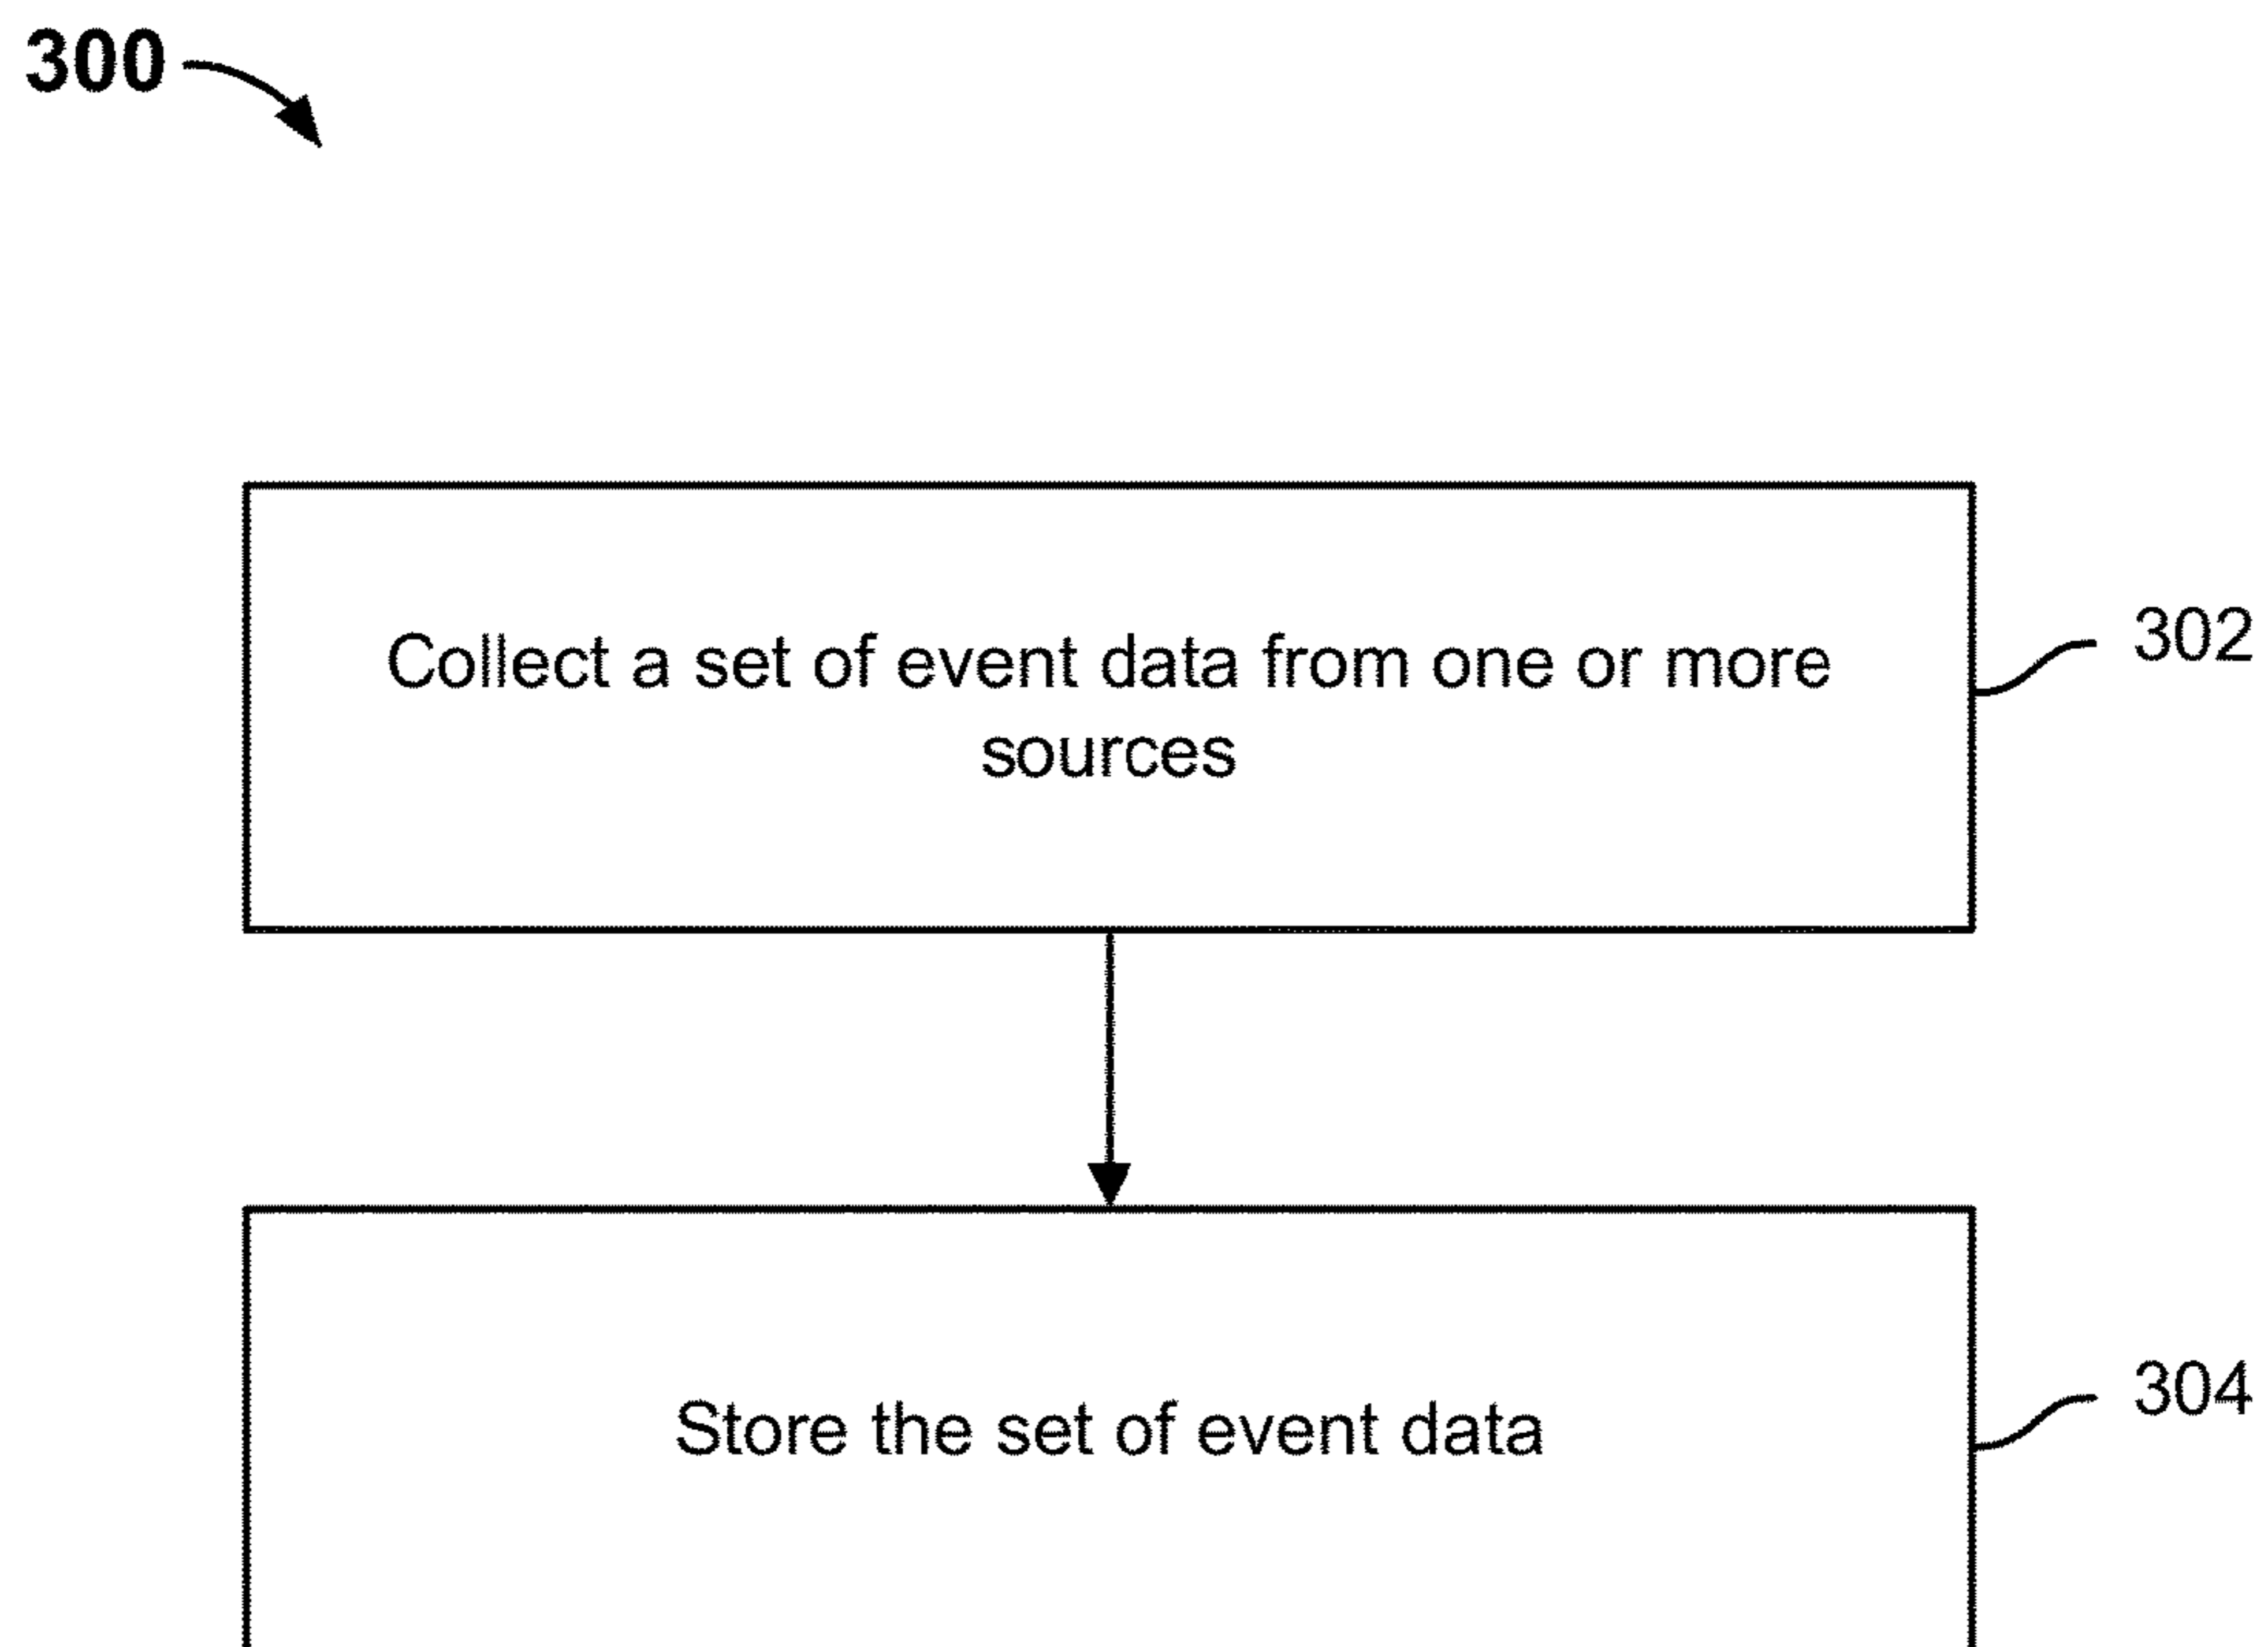 300
Collect a set of event data from one or more
sources
302
Store the set of event data
304